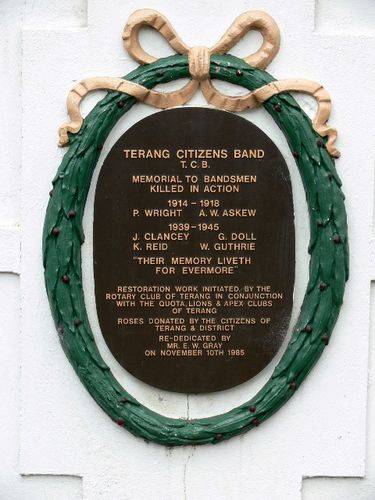 TERANG CITIZENS BAND
T.C.B.
MEMORIAL TO BANDSMEN
KILLED IN ACTION
1914 - 1918
P. WRIGHT A. W. ASKEW
1939-1945
J. CLANCEY G. DOLL
K. REID W. GUTHRIE
"THEIR MEMORY LIVETH
FOR EVERMORE"
RESTORATION WORK INITIATED BY THE
ROTARY CLUB OF TERANG IN CONJUNCTION
WITH THE QUOTA, LIONS & APEX CLUBS
OF TERANG
ROSES DONATED BY THE CITIZENS OF
TERANG & DISTRICT
RE-DEDICATED BY
MR. E. W. GRAY
ON NOVEMBER 10TH 1985